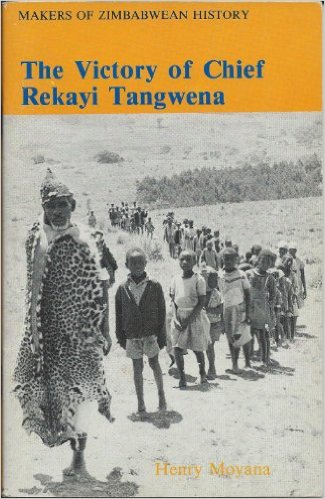 MAKERS OF ZIMBABWEAN HISTORY
The Victory of Chief
Rekayi Tangwena
Henry Moyana